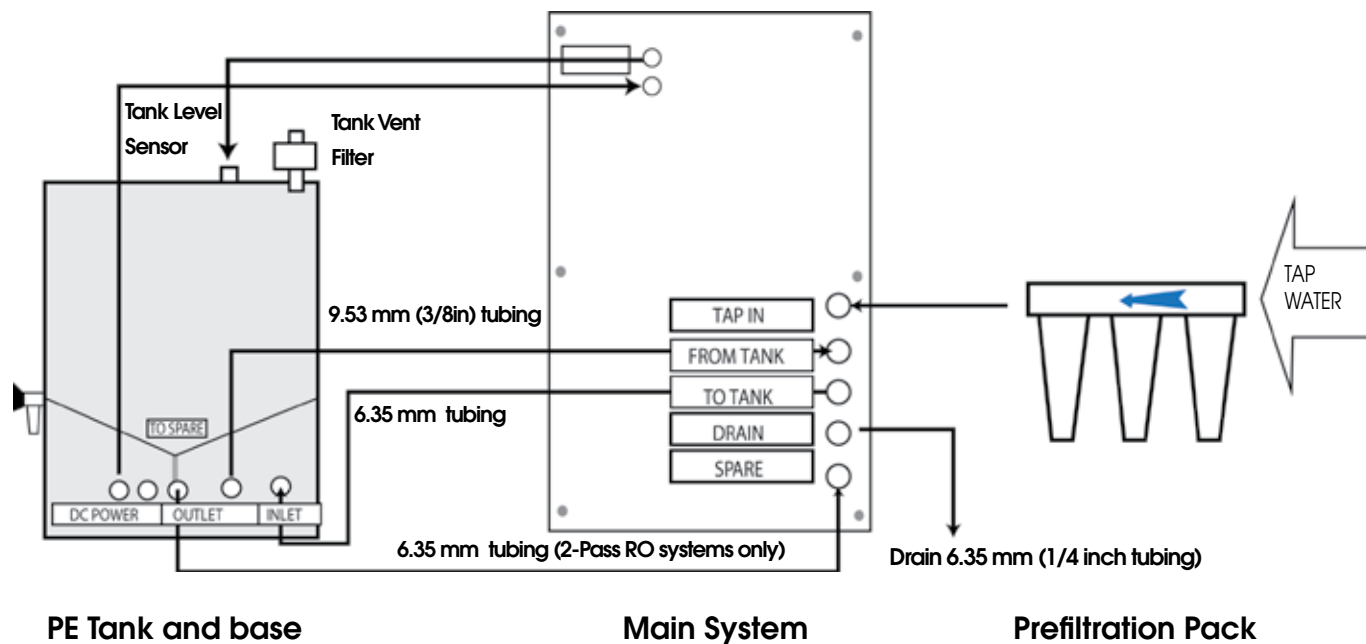 Tank Level
Sensor
Tank Vent
Filter
9.53 mm (3/8in) tubing
6.35 mm tubing
TO SPARE
DC POWER
OUTLET
INLET
TAP IN
FROM TANK
TO TANK
DRAIN
SPARE
TAP
WATER
6.35 mm tubing (2-Pass RO systems only)
Drain 6.35 mm (1/4 inch tubing)
PE Tank and base
Main System
Prefiltration Pack